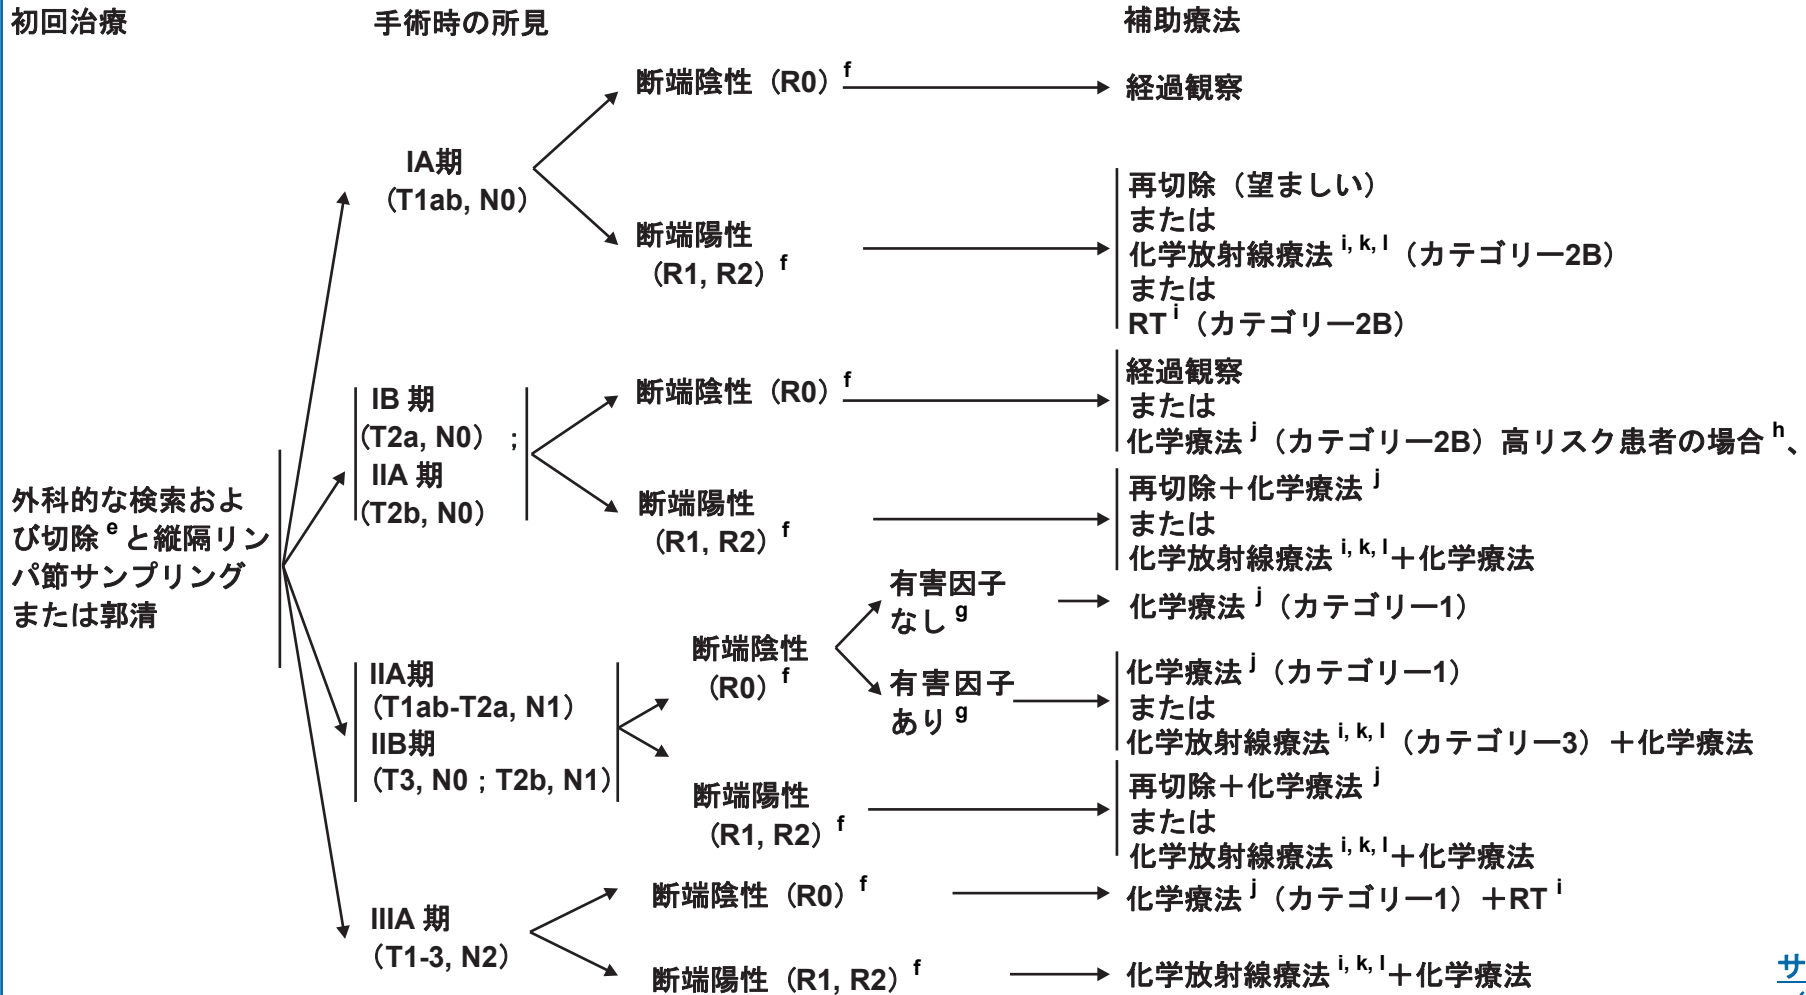 初回治療
手術時の所見
補助療法
外科的な検索およ
び切除 e と縦隔リン
パ節サンプリング
または郭清
IA期
(T1ab, N0)
断端陰性（R0）f
経過観察
断端陽性
(R1, R2) f
再切除（望ましい）
または
化学放射線療法 i, k, l（カテゴリー2B）
または
RT i（カテゴリー2B）
IB 期
(T2a, N0)；
IIA 期
(T2b, N0)
断端陰性（R0）f
経過観察
または
化学療法 j（カテゴリー2B）高リスク患者の場合 h、
断端陽性
(R1, R2) f
再切除＋化学療法 j
または
化学放射線療法 i, k, l＋化学療法
IIA期
(T1ab-T2a, N1)
IIB期
(T3, N0；T2b, N1)
断端陰性
(R0) f
有害因子
なし g
化学療法 j（カテゴリー1）
有害因子
あり g
化学療法 j（カテゴリー1）
または
化学放射線療法 i, k, l（カテゴリー3）＋化学療法
断端陽性
(R1, R2) f
再切除＋化学療法 j
または
化学放射線療法 i, k, l＋化学療法
IIIA 期
(T1-3, N2)
断端陰性（R0）f
化学療法 j（カテゴリー1）＋RT i
断端陽性（R1, R2）f
化学放射線療法 i, k, l＋化学療法
サ